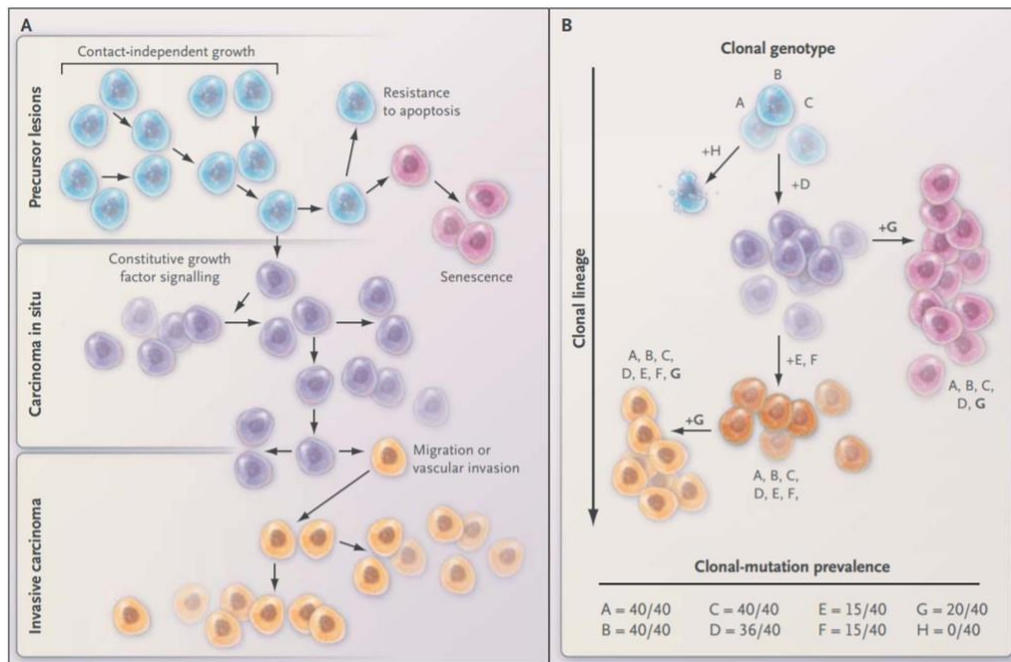 A
Precursor lesions
Contact-independent growth
Resistance
to apoptosis
Senescence
Carcinoma in situ
Constitutive growth
factor signalling
Migration or
vascular invasion
Invasive carcinoma
B
Clonal genotype
Clonal lineage
B
A
C
+H
+D
+G
A, B, C,
D, G
+E, F
A, B, C,
D, E, F, G
+G
A, B, C,
D, E, F,
Clonal-mutation prevalence
A = 40/40 C = 40/40 E = 15/40 G = 20/40
B = 40/40 D = 36/40 F = 15/40 H = 0/40